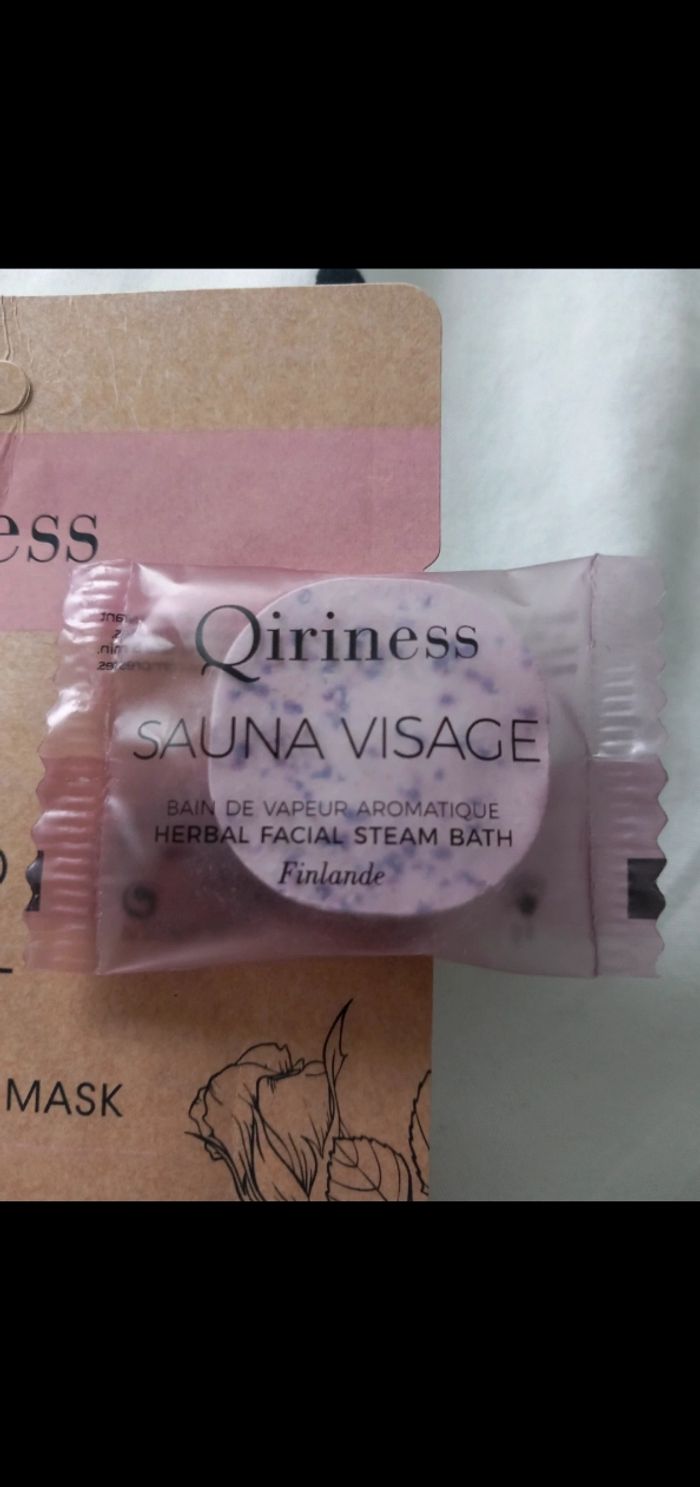 ess
Qiriness
SAUNA VISAGE
BAIN DE VAPEUR AROMATIQUE
HERBAL FACIAL STEAM BATH
Finlande
MASK